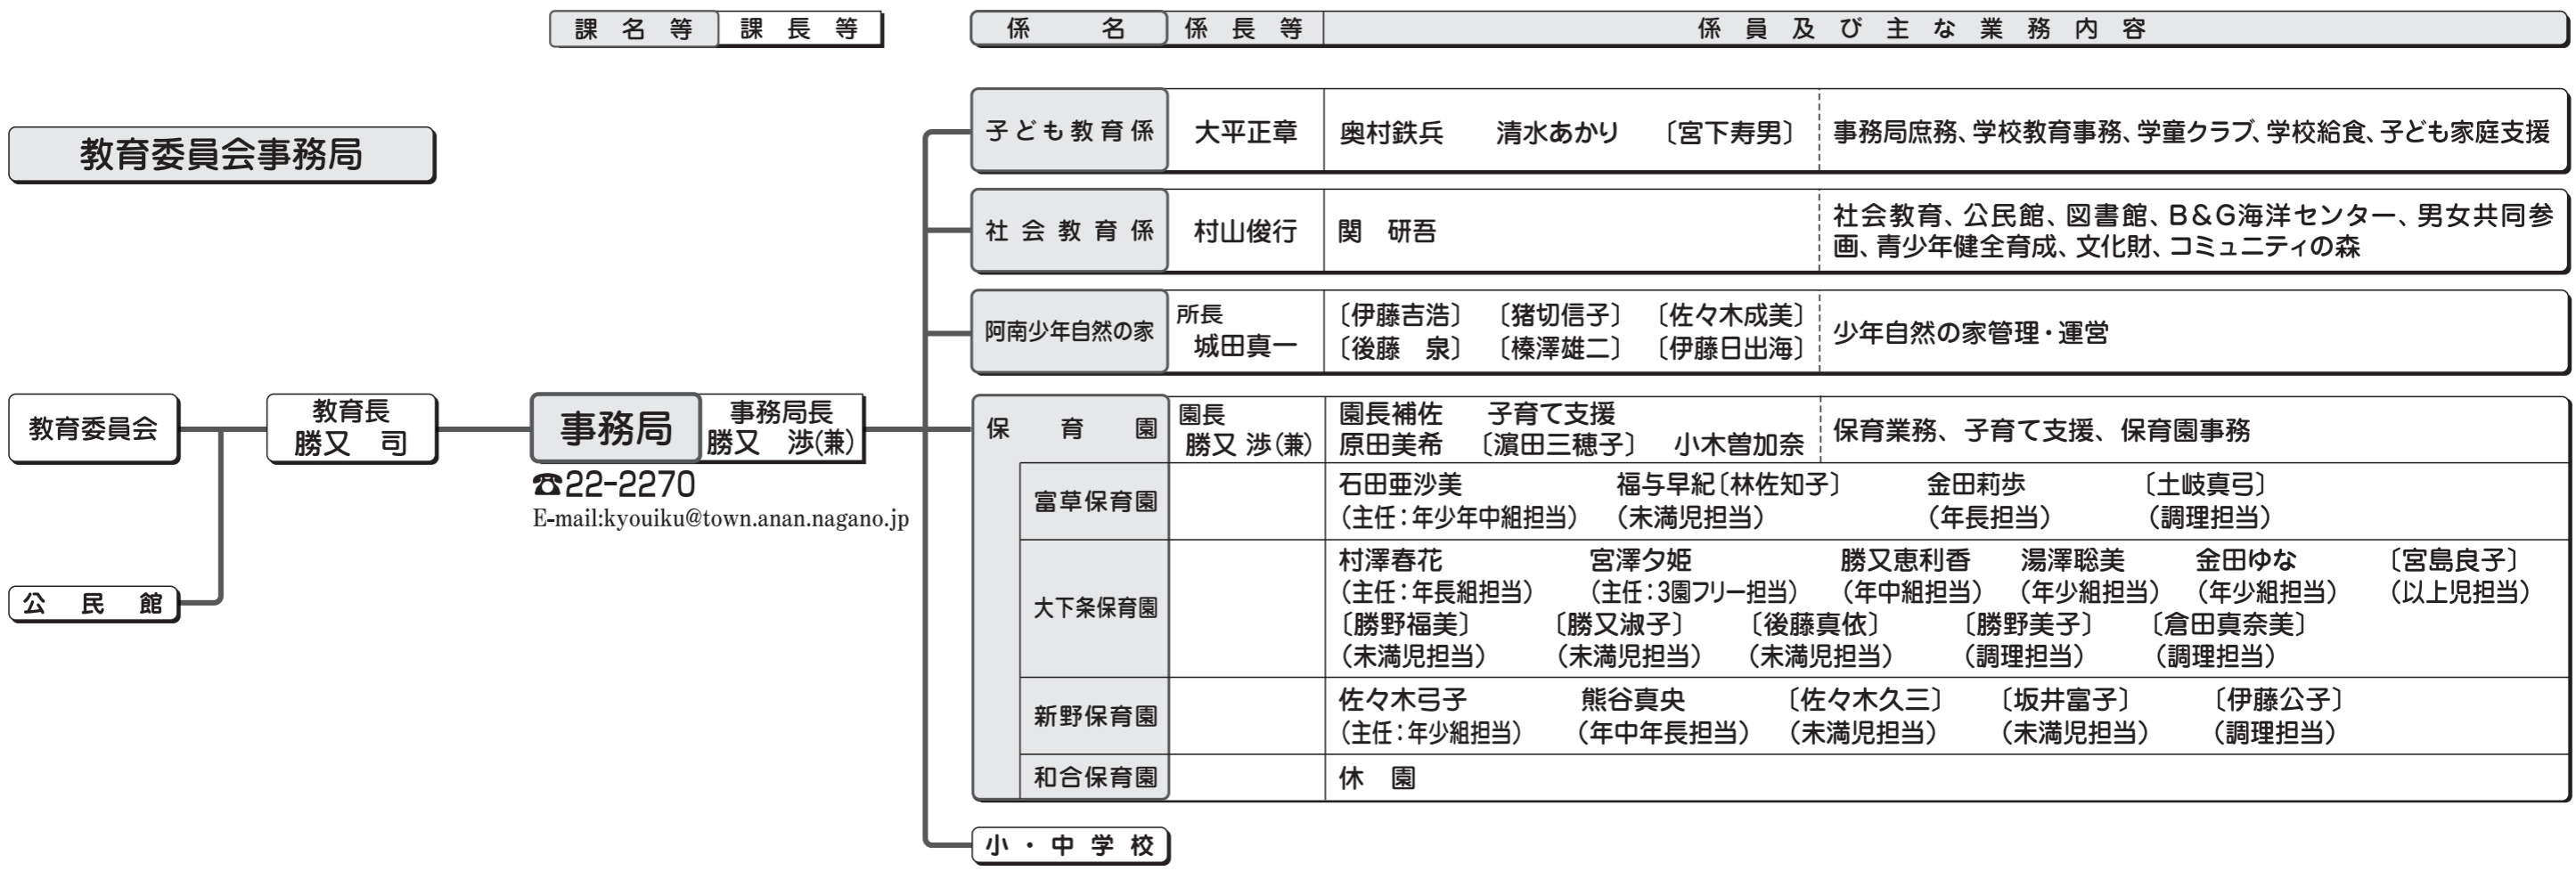 課名等 課長等 係名 係長等 係員及び主な業務内容
教育委員会事務局
子ども教育係 大平正章 奥村鉄兵 清水あかり 〔宮下寿男〕 事務局庶務、学校教育事務、学童クラブ、学校給食、子ども家庭支援
社会教育係 村山俊行 関 研吾 社会教育、公民館、図書館、B&G海洋センター、男女共同参
画、青少年健全育成、文化財、コミュニティの森
阿南少年自然の家 所長
城田真一
〔伊藤吉浩〕 〔猪切信子〕 〔佐々木成美〕
〔後藤 泉〕 〔榛澤雄二〕 〔伊藤日出海〕
少年自然の家管理・運営
教育委員会
教育長
勝又 司
事務局
事務局長
勝又 渉(兼)
☎22-2270
E-mail:kyouiku@town.anan.nagano.jp
公民館
保育園
園長
勝又 渉(兼)
園長補佐 子育て支援
原田美希 〔濵田三穂子〕 小木曽加奈
保育業務、子育て支援、保育園事務
富草保育園
石田亜沙美 福与早紀〔林佐知子〕 金田莉歩 〔土岐真弓〕
(主任:年少年中組担当) (未満児担当) (年長担当) (調理担当)
大下条保育園
村澤春花 宮澤夕姫 勝又恵利香 湯澤聡美 金田ゆな 〔宮島良子〕
(主任:年長組担当) (主任:3園フリー担当) (年中組担当) (年少組担当) (年少組担当) (以上児担当)
〔勝野福美〕 〔勝又淑子〕 〔後藤真依〕 〔勝野美子〕 〔倉田真奈美〕
(未満児担当) (未満児担当) (未満児担当) (調理担当) (調理担当)
新野保育園
佐々木弓子 熊谷真央 〔佐々木久三〕 〔坂井富子〕 〔伊藤公子〕
(主任:年少組担当) (年中年長担当) (未満児担当) (未満児担当) (調理担当)
和合保育園 休 園
小・中学校